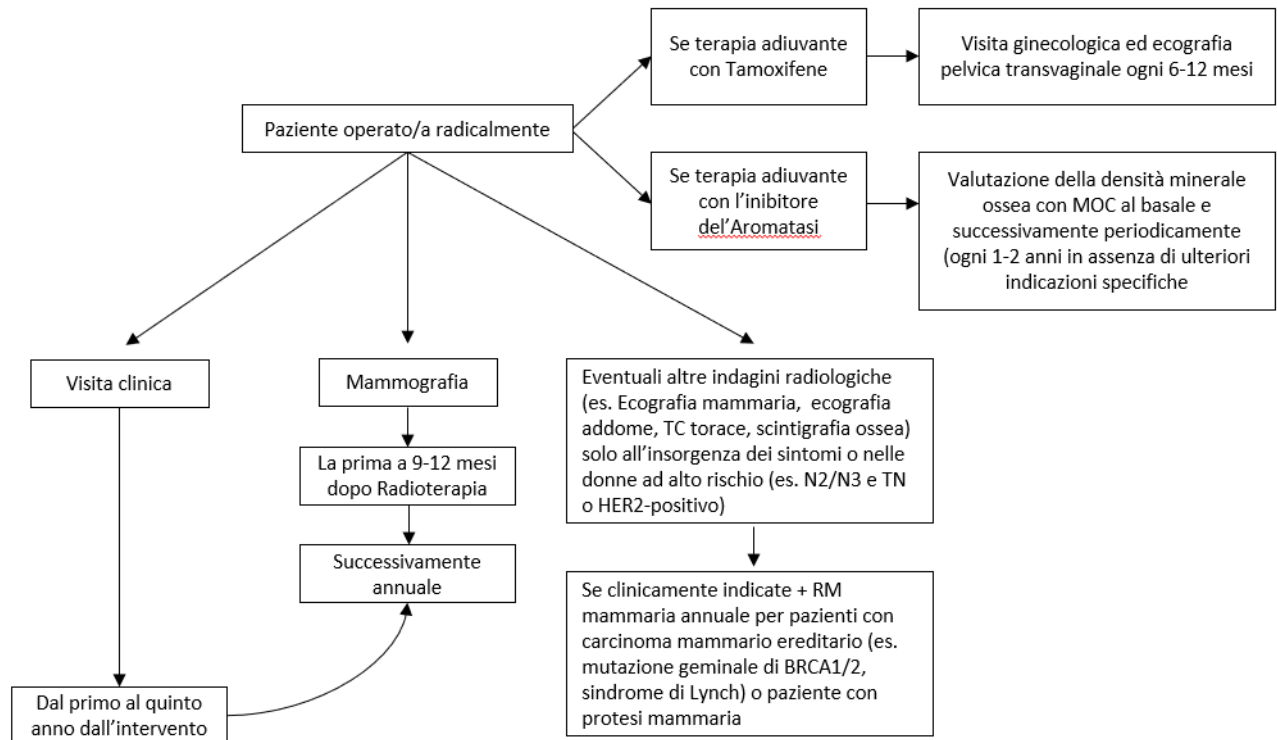 Se terapia adiuvante
con Tamoxifene
Visita ginecologica ed ecografia
pelvica transvaginale ogni 6-12 mesi
Paziente operato/a radicalmente
Se terapia adiuvante
con l'inibitore
del'Aromatasi
Valutazione della densità minerale
ossea con MOC al basale e
successivamente periodicamente
(ogni 1-2 anni in assenza di ulteriori
indicazioni specifiche
Visita clinica
Mammografia
Eventuali altre indagini radiologiche
(es. Ecografia mammaria, ecografia
addome, TC torace, scintigrafia ossea)
solo all'insorgenza dei sintomi o nelle
donne ad alto rischio (es. N2/N3 e TN
o HER2-positivo)
La prima a 9-12 mesi
dopo Radioterapia
Successivamente
annuale
Se clinicamente indicate + RM
mammaria annuale per pazienti con
carcinoma mammario ereditario (es.
mutazione geminale di BRCA1/2,
sindrome di Lynch) o paziente con
protesi mammaria
Dal primo al quinto
anno dall'intervento